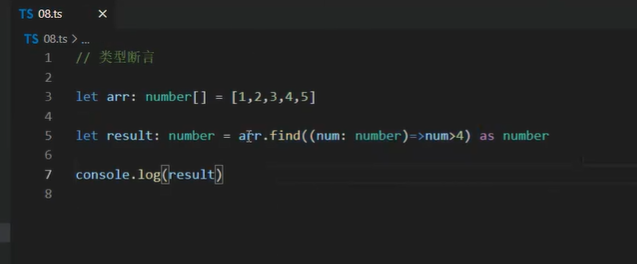 TS 08.ts ×
TS 08.ts > ...
1 // 类型断言
2
3 let arr: number[] = [1,2,3,4,5]
4
5 let result: number = arr.find((num: number)=>num>4) as number
6
7 console.log(result)
8